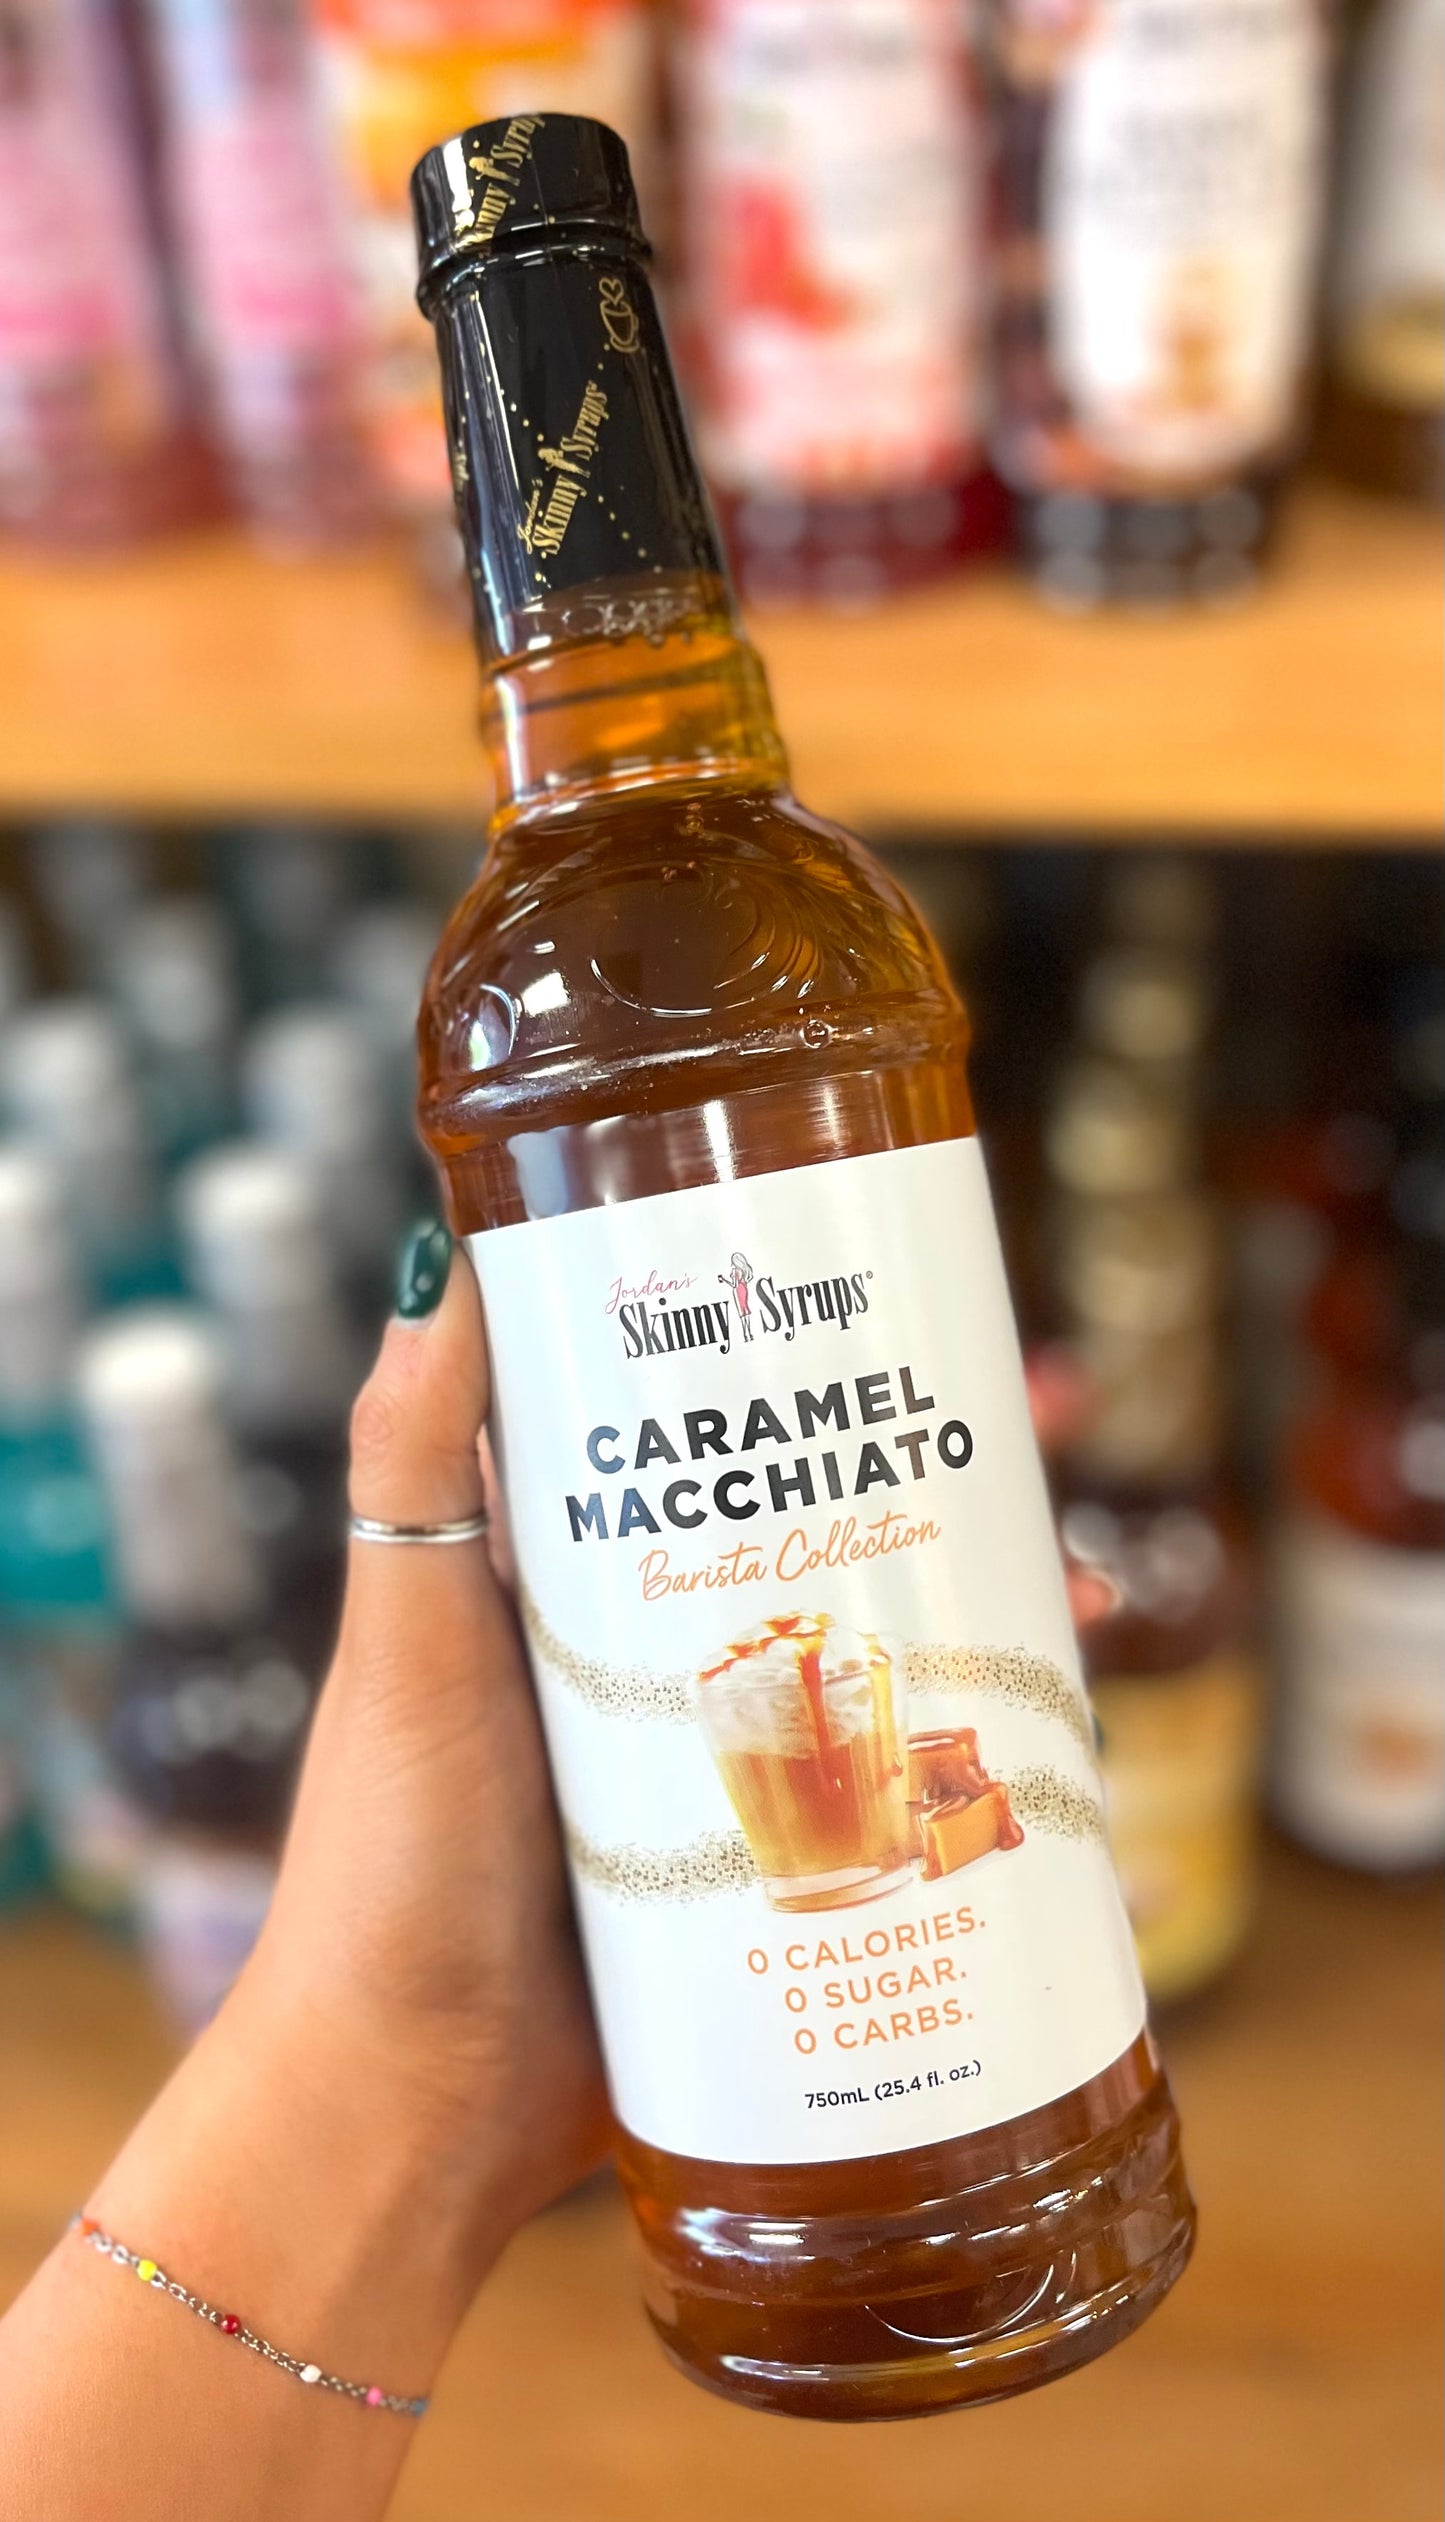 Skinny Syrups
Jordan's
Skinny Syrups
Jordan's
Skinny Syrups®
CARAMEL
MACCHIATO
Barista Collection
0 CALORIES.
0 SUGAR.
0 CARBS.
750mL (25.4 fl. oz.)